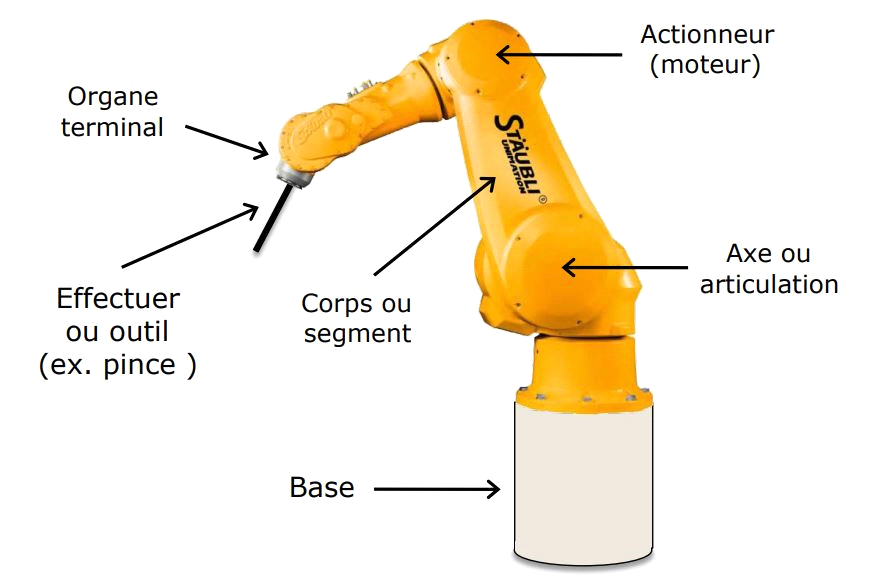 Actionneur
(moteur)
Organe
terminal
STÄUBLI
UNIMATION
®
Axe ou
articulation
Effectuer
ou outil
(ex. pince )
Corps ou
segment
Base